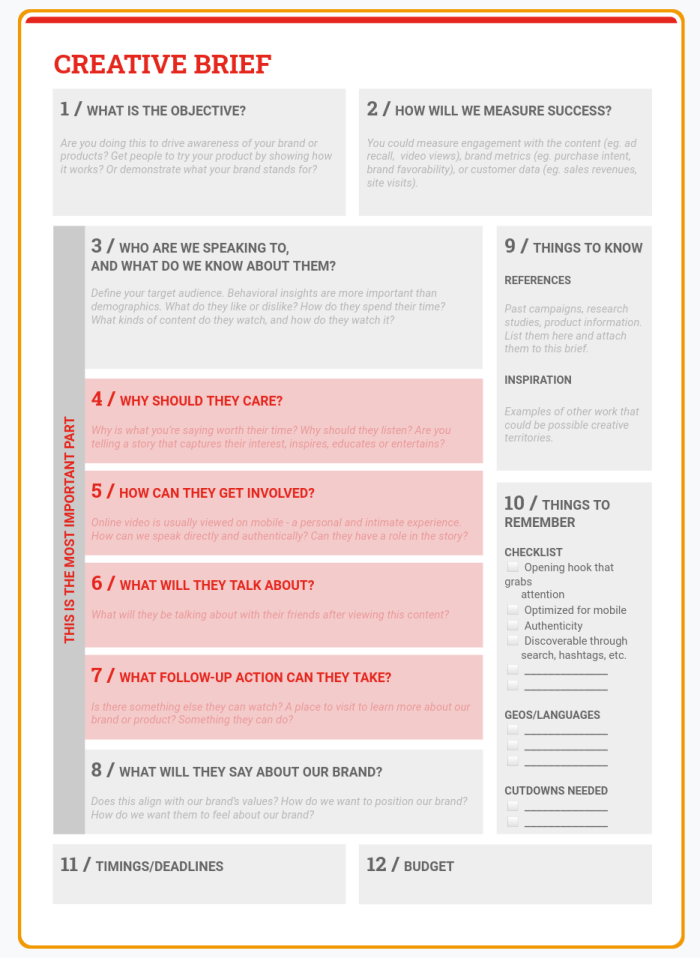 CREATIVE BRIEF
1 / WHAT IS THE OBJECTIVE?
Are you doing this to drive awareness of your brand or
products? Get people to try your product by showing how
it works? Or demonstrate what your brand stands for?
2 / HOW WILL WE MEASURE SUCCESS?
You could measure engagement with the content (eg. ad
recall, video views), brand metrics (eg. purchase intent,
brand favorability), or customer data (eg. sales revenues,
site visits).
THIS IS THE MOST IMPORTANT PART
3 / WHO ARE WE SPEAKING TO,
AND WHAT DO WE KNOW ABOUT THEM?
Define your target audience. Behavioral insights are more important than
demographics. What do they like or dislike? How do they spend their time?
What kinds of content do they watch, and how do they watch it?
4 / WHY SHOULD THEY CARE?
Why is what you're saying worth their time? Why should they listen? Are you
telling a story that captures their interest, inspires, educates or entertains?
5 / HOW CAN THEY GET INVOLVED?
Online video is usually viewed on mobile - a personal and intimate experience.
How can we speak directly and authentically? Can they have a role in the story?
6 / WHAT WILL THEY TALK ABOUT?
What will they be talking about with their friends after viewing this content?
7 / WHAT FOLLOW-UP ACTION CAN THEY TAKE?
Is there something else they can watch? A place to visit to learn more about our
brand or product? Something they can do?
8 / WHAT WILL THEY SAY ABOUT OUR BRAND?
Does this align with our brand's values? How do we want to position our brand?
How do we want them to feel about our brand?
9 / THINGS TO KNOW
REFERENCES
Past campaigns, research
studies, product information.
List them here and attach
them to this brief.
INSPIRATION
Examples of other work that
could be possible creative
territories.
10 / THINGS TO
REMEMBER
CHECKLIST
Opening hook that
grabs
attention
Optimized for mobile
Authenticity
Discoverable through
search, hashtags, etc.
GEOS/LANGUAGES
CUTDOWNS NEEDED
11 / TIMINGS/DEADLINES
12 / BUDGET